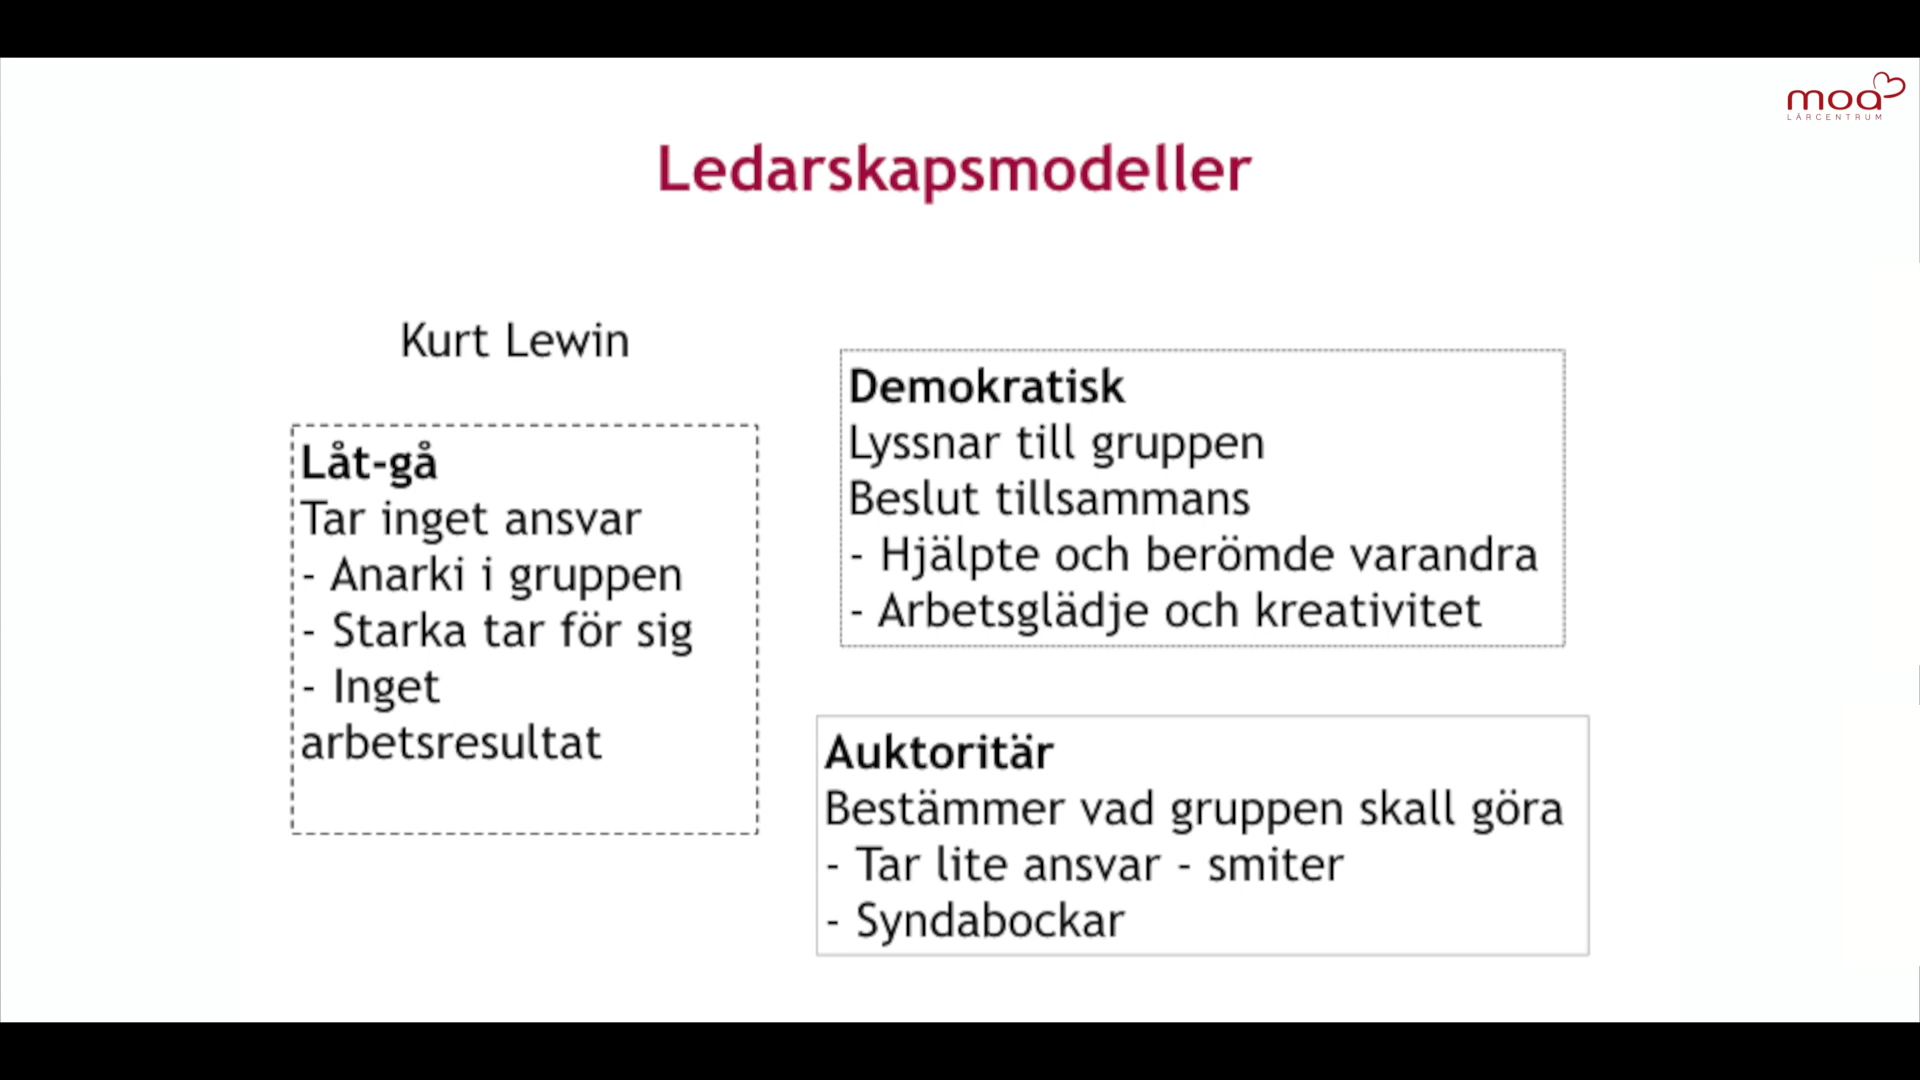 moa
LÄRCENTRUM
Ledarskapsmodeller
Kurt Lewin
Låt-gå
Tar inget ansvar
- Anarki i gruppen
- Starka tar för sig
- Inget
arbetsresultat
Demokratisk
Lyssnar till gruppen
Beslut tillsammans
- Hjälpte och berömde varandra
- Arbetsglädje och kreativitet
Auktoritär
Bestämmer vad gruppen skall göra
- Tar lite ansvar - smiter
- Syndabockar